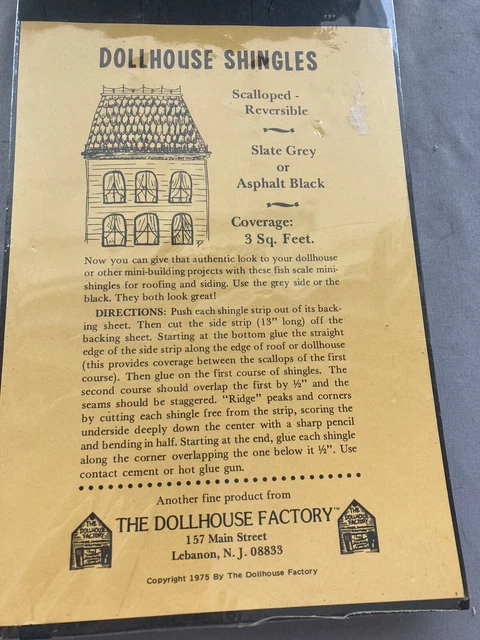 DOLLHOUSE SHINGLES
Scalloped -
Reversible
Slate Grey
or
Asphalt Black
Coverage:
3 Sq. Feet.
Now you can give that authentic look to your dollhouse
or other mini-building projects with these fish scale mini-
shingles for roofing and siding. Use the grey side or the
black. They both look great!
DIRECTIONS: Push each shingle strip out of its back-
ing sheet. Then cut the side strip (13" long) off the
backing sheet. Starting at the bottom glue the straight
edge of the side strip along the edge of roof or dollhouse
(this provides coverage between the scallops of the first
course). Then glue on the first course of shingles. The
second course should overlap the first by ½" and the
seams should be staggered. "Ridge" peaks and corners
by cutting each shingle free from the strip, scoring the
underside deeply down the center with a sharp pencil
and bending in half. Starting at the end, glue each shingle
along the corner overlapping the one below it ½". Use
contact cement or hot glue gun.
Another fine product from
THE DOLLHOUSE FACTORY™
157 Main Street
Lebanon, N. J. 08833
Copyright 1975 By The Dollhouse Factory
THE
DOLLHOUSE
FACTORY
THE
DOLLHOUSE
FACTORY